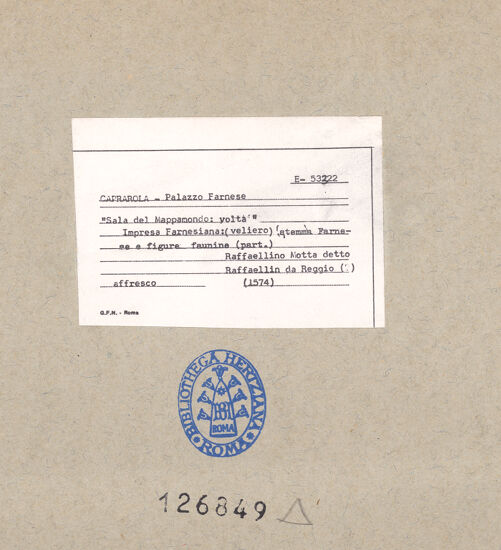 E- 53322
CAPRAROLA - Palazzo Farnese
"Sala del Mappamondo: volta"
Impresa Farnesiana:(veliero) stemma Farne-
se e figure faunine (part.)
Raffaellino Motta detto
Raffaellin da Reggio (?)
affresco (1574)
G.F.N. - Roma
BIBLIOTHECA HERTZIANA
ROMA
ROMA
126849